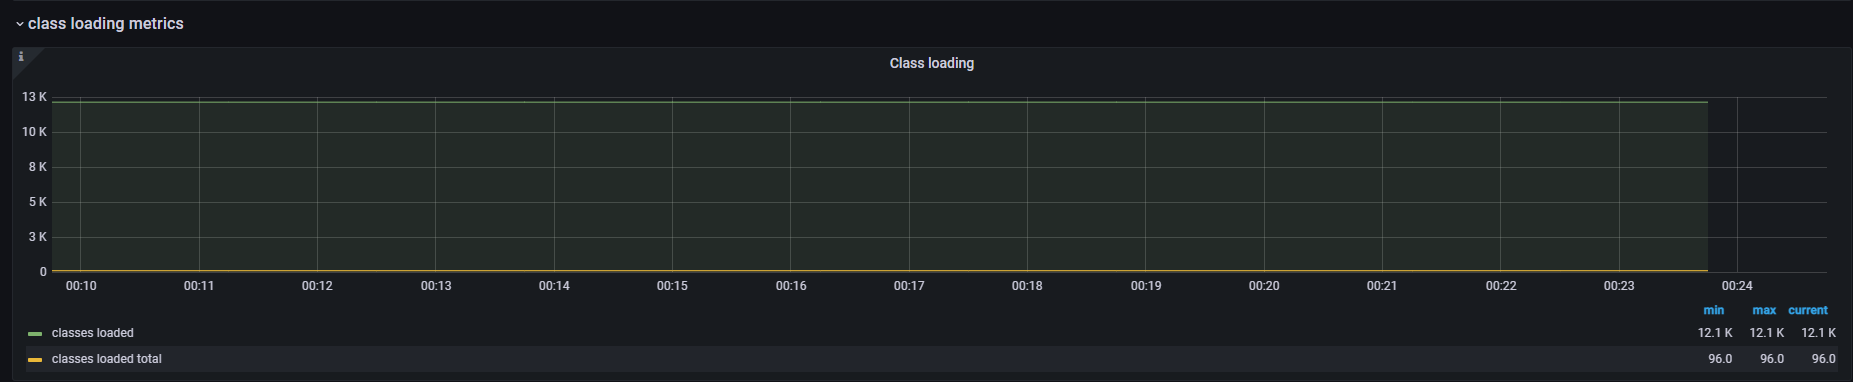 class loading metrics
i
Class loading
13 K
10 K
8 K
5 K
3 K
0
00:10 00:11 00:12 00:13 00:14 00:15 00:16 00:17 00:18 00:19 00:20 00:21 00:22 00:23 00:24
min max current
classes loaded 12.1 K 12.1 K 12.1 K
classes loaded total 96.0 96.0 96.0